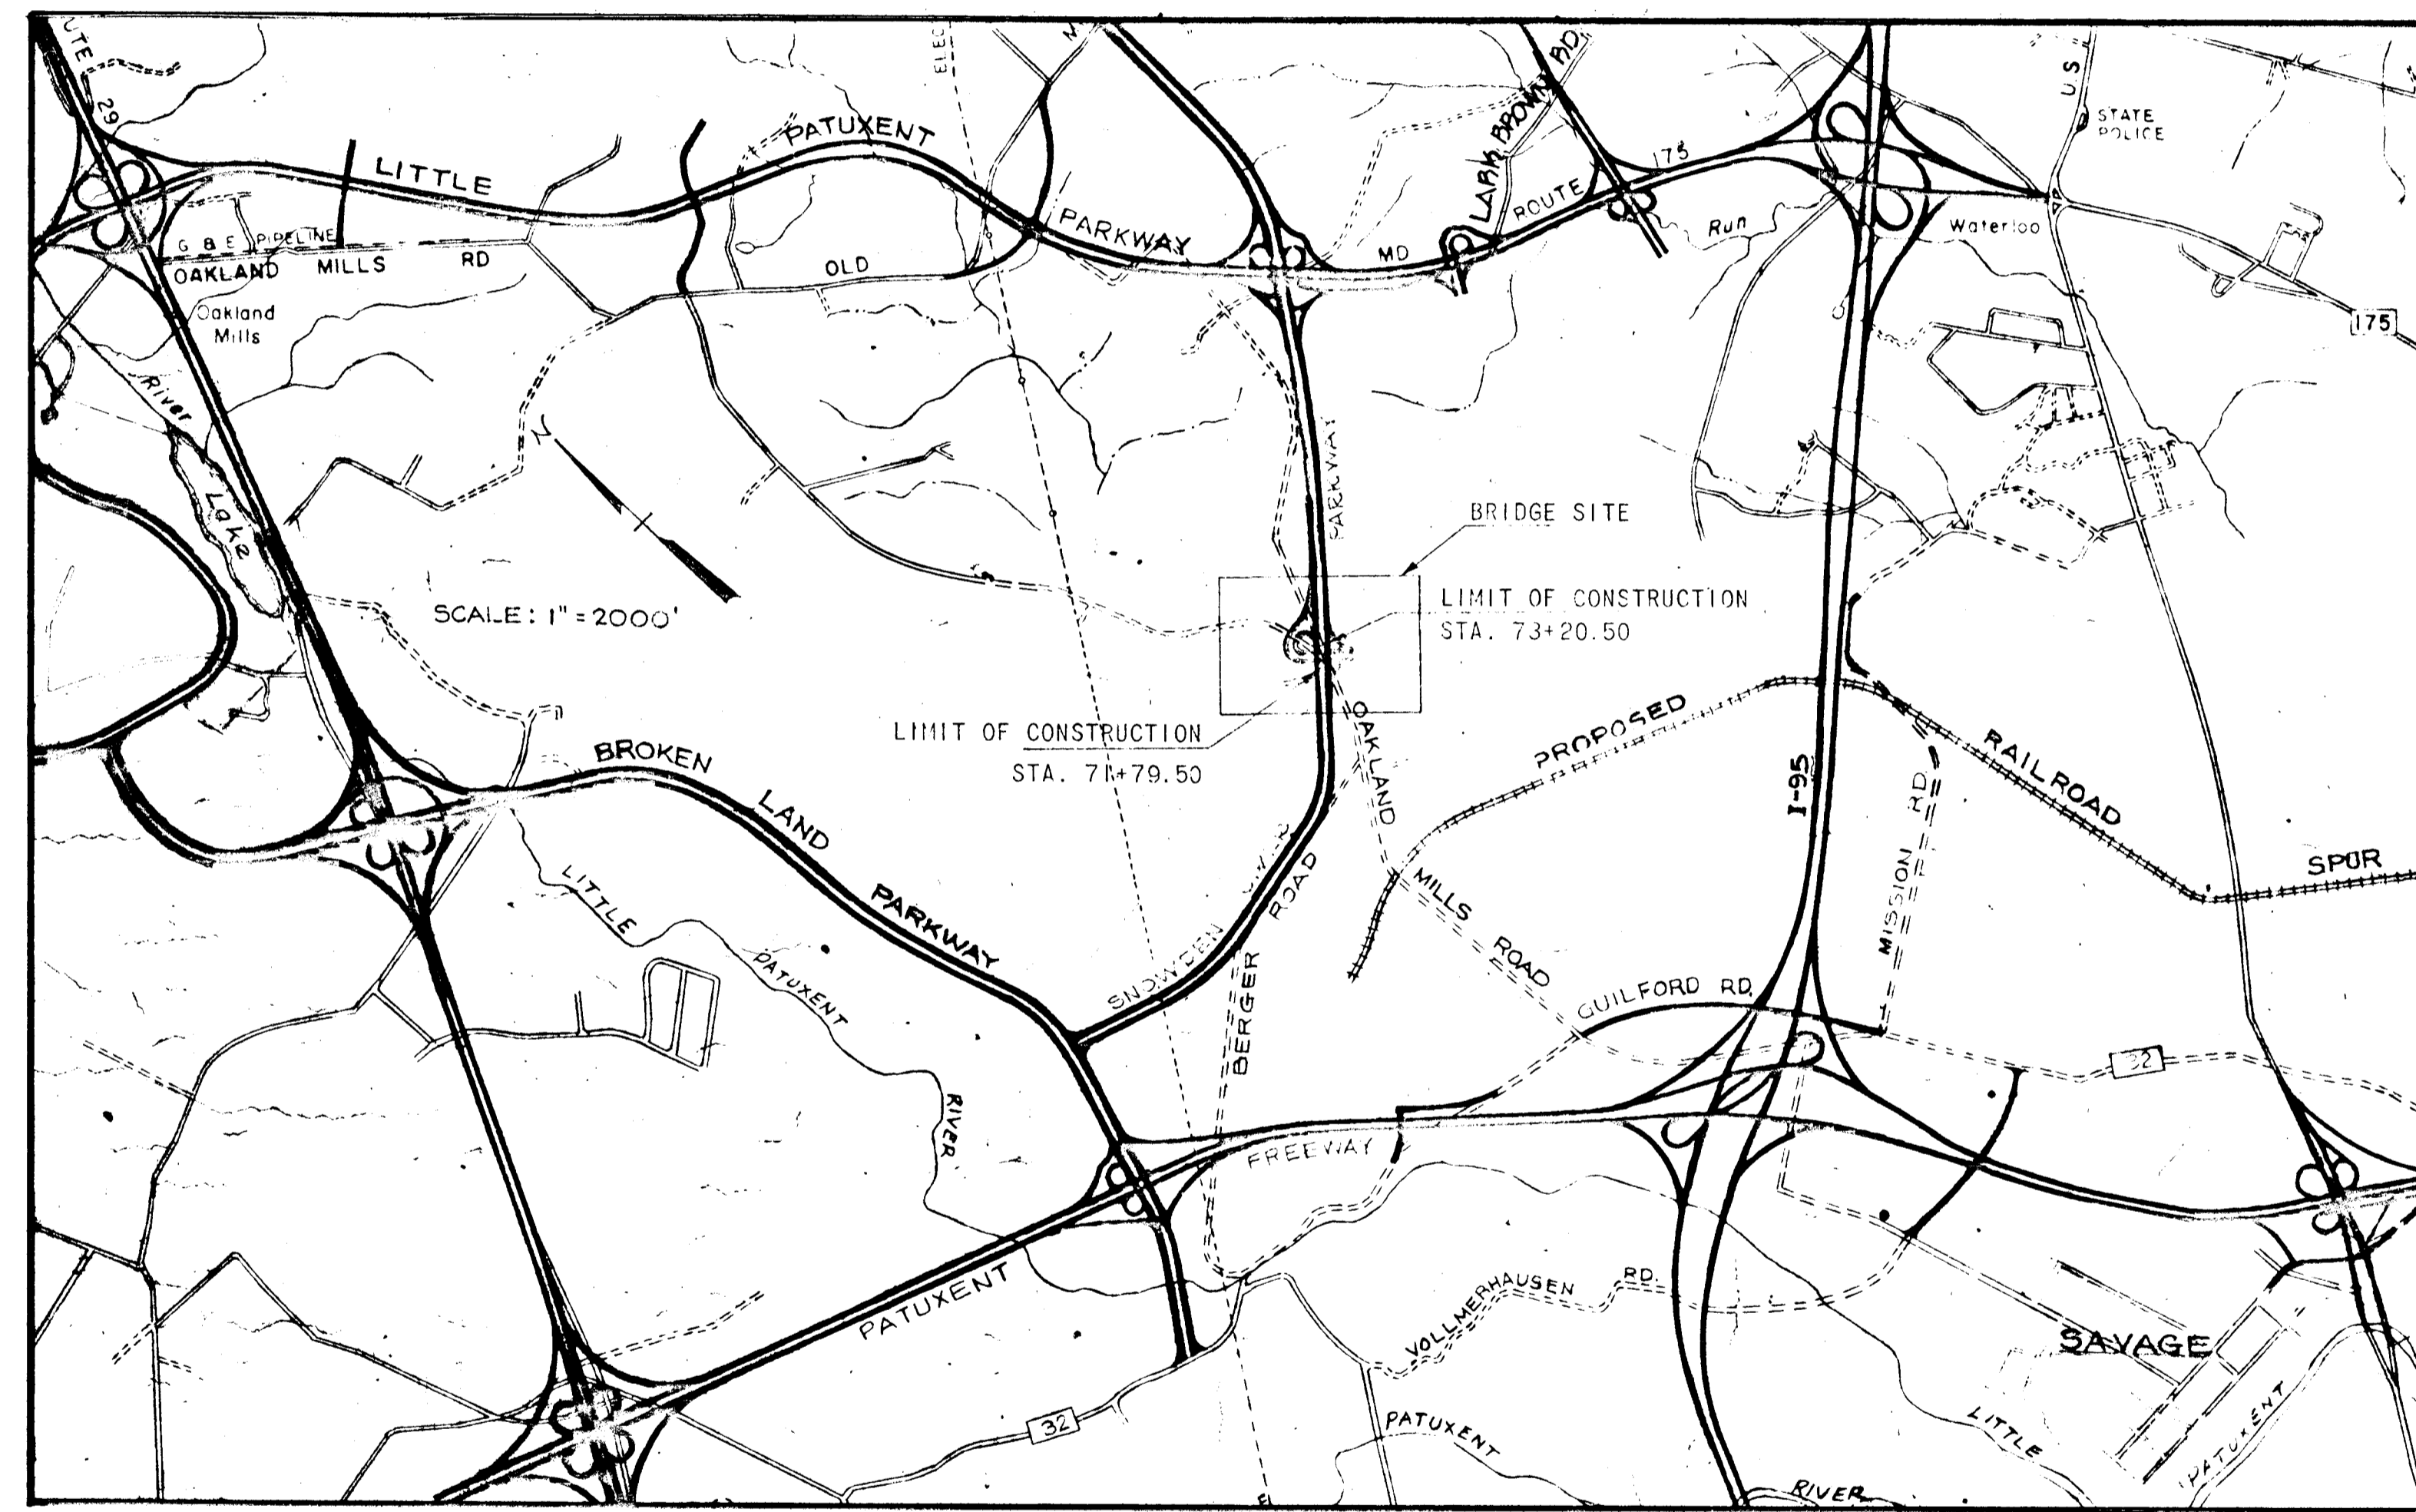 UTE
29
ELEC
PATUXENT
LITTLE
PARKWAY
LARK BROWN RD.
ROUTE
175
MD
US
STATE
POLICE
Run
Waterloo
175
G & E PIPELINE
OAKLAND MILLS RD
OLD
Oakland
Mills
River
Lake
N
SCALE: 1" = 2000'
PARKWAY
BRIDGE SITE
LIMIT OF CONSTRUCTION
STA. 73+20.50
LIMIT OF CONSTRUCTION
STA. 71+79.50
OAKLAND
MILLS
ROAD
PROPOSED
RAILROAD
SPUR
I-95
MISSION RD.
BROKEN
LAND
PARKWAY
LITTLE
PATUXENT
RIVER
SNOWDEN
ROAD
BERGER
GUILFORD RD.
32
FREEWAY
PATUXENT
VOLLMERHAUSEN RD.
SAVAGE
32
PATUXENT
RIVER
LITTLE
PATUXENT